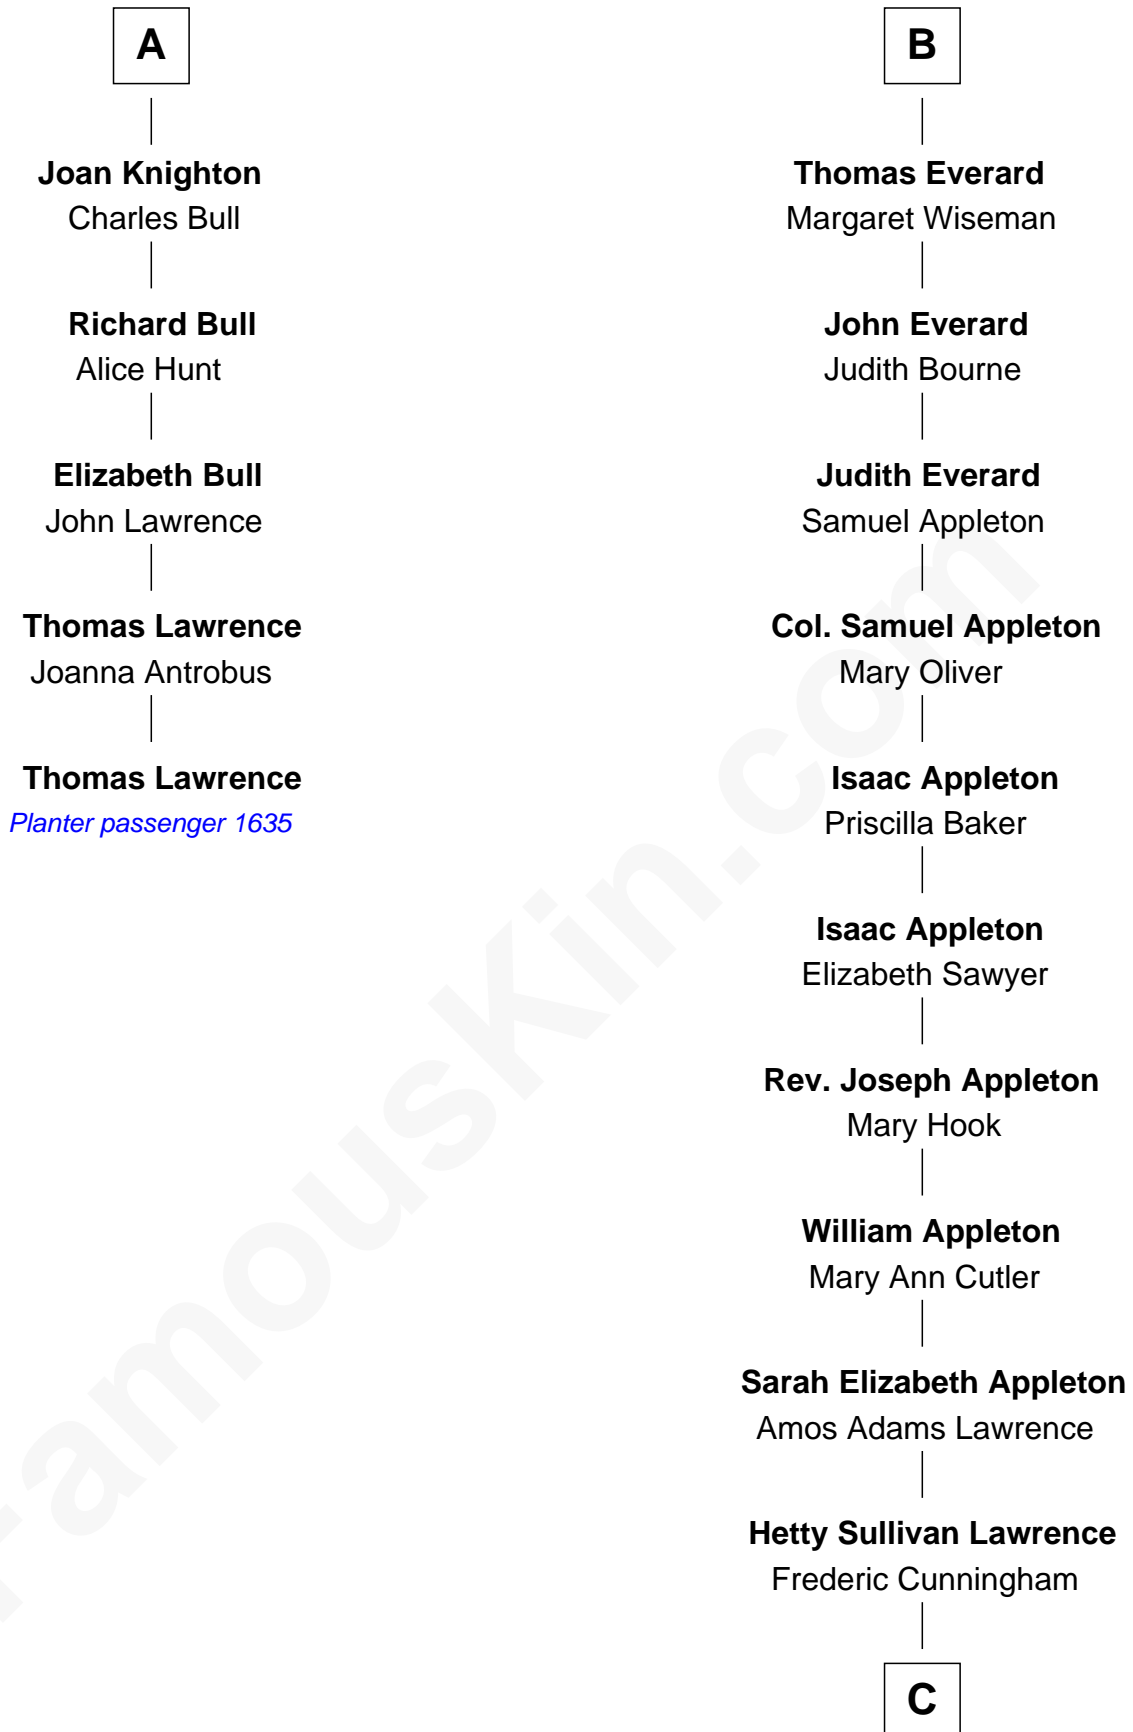 A
Joan Knighton
Charles Bull
Richard Bull
Alice Hunt
Elizabeth Bull
John Lawrence
Thomas Lawrence
Joanna Antrobus
Thomas Lawrence
Planter passenger 1635
B
Thomas Everard
Margaret Wiseman
John Everard
Judith Bourne
Judith Everard
Samuel Appleton
Col. Samuel Appleton
Mary Oliver
Isaac Appleton
Priscilla Baker
Isaac Appleton
Elizabeth Sawyer
Rev. Joseph Appleton
Mary Hook
William Appleton
Mary Ann Cutler
Sarah Elizabeth Appleton
Amos Adams Lawrence
Hetty Sullivan Lawrence
Frederic Cunningham
C
FamousKin.com